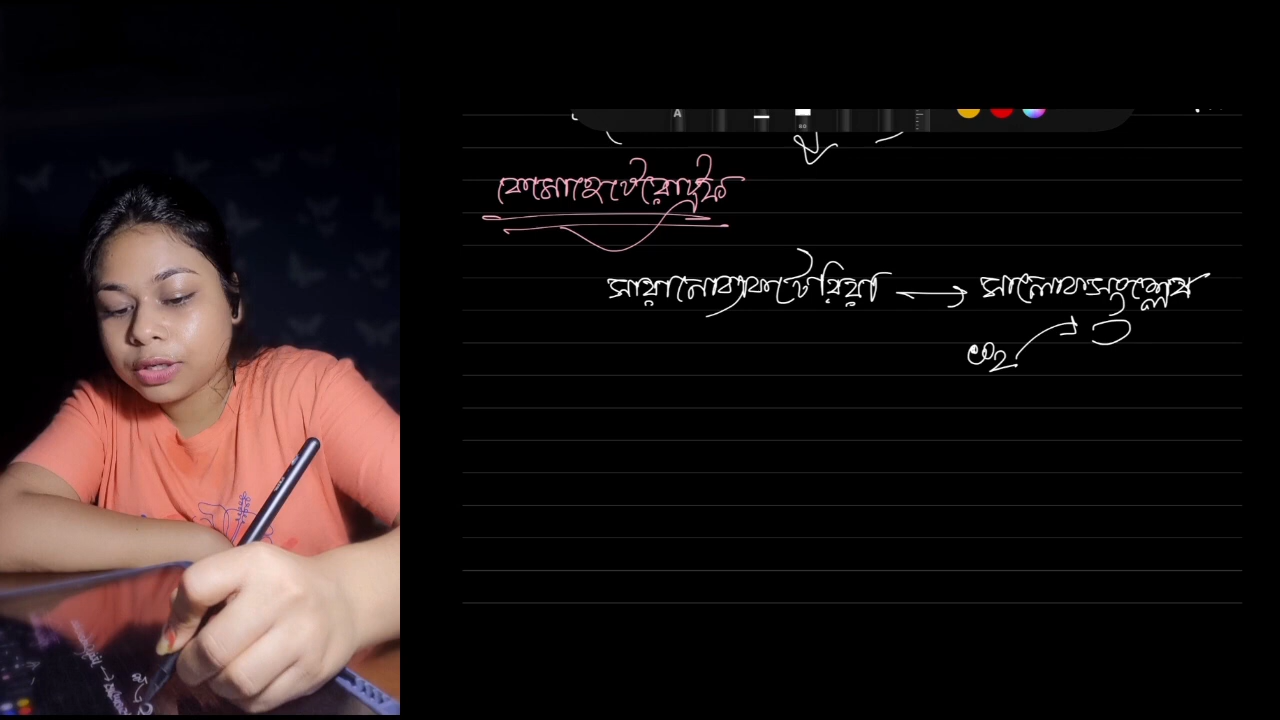 কেমোহেটেরোট্রফ
সায়ানোব্যাকটেরিয়া → সালোকসংশ্লেষ
CO2